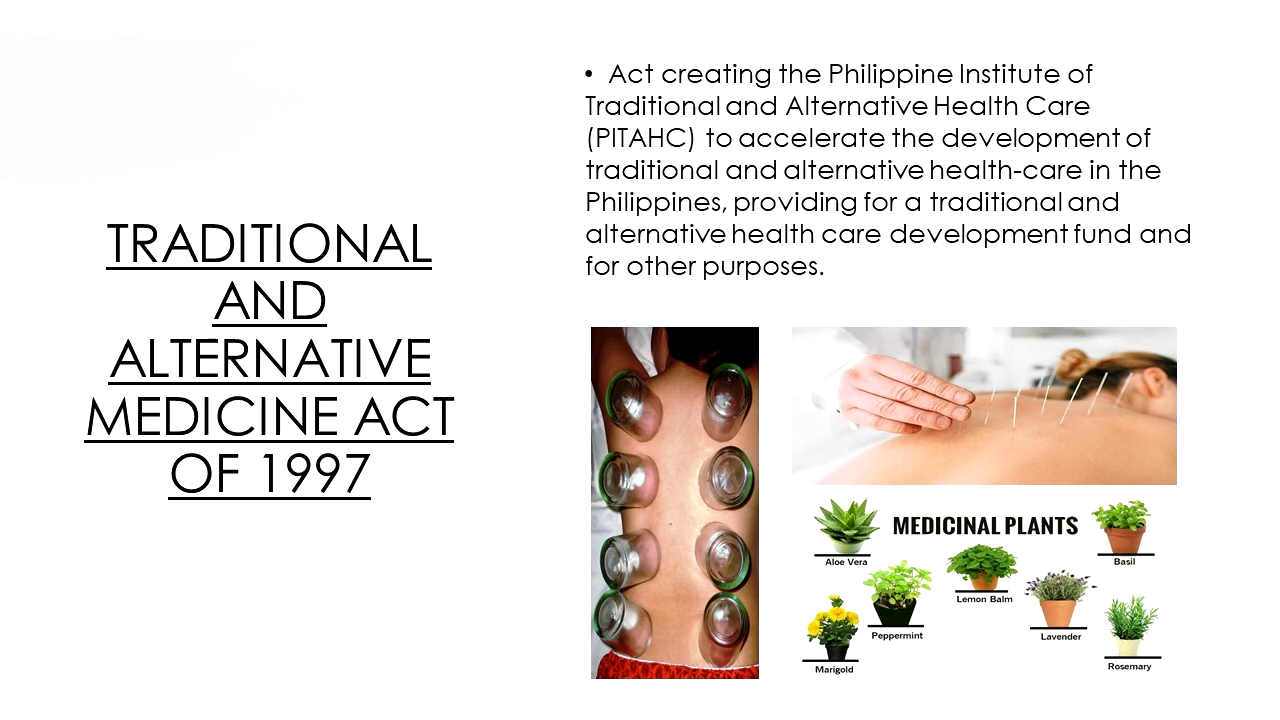 TRADITIONAL
AND
ALTERNATIVE
MEDICINE ACT
OF 1997
• Act creating the Philippine Institute of
Traditional and Alternative Health Care
(PITAHC) to accelerate the development of
traditional and alternative health-care in the
Philippines, providing for a traditional and
alternative health care development fund and
for other purposes.
MEDICINAL PLANTS
Aloe Vera
Basil
Lemon Balm
Peppermint
Lavender
Marigold
Rosemary